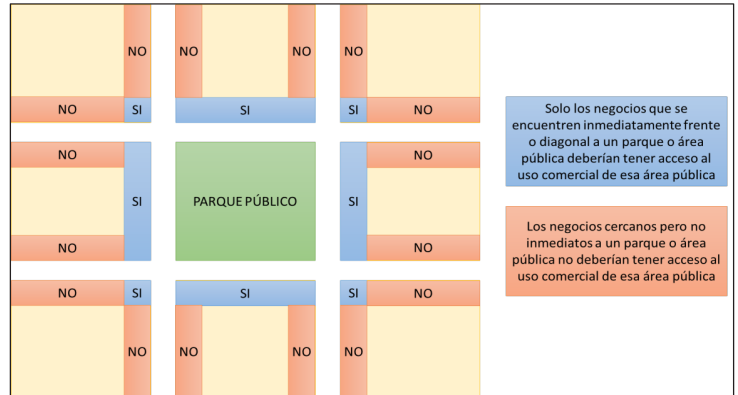 NO NO NO NO
NO SI SI SI NO
Solo los negocios que se
encuentren inmediatamente frente
o diagonal a un parque o área
pública deberían tener acceso al
uso comercial de esa área pública
NO NO
SI PARQUE PÚBLICO SI
NO NO
Los negocios cercanos pero no
inmediatos a un parque o área
pública no deberían tener acceso al
uso comercial de esa área pública
NO SI SI SI NO
NO NO NO NO